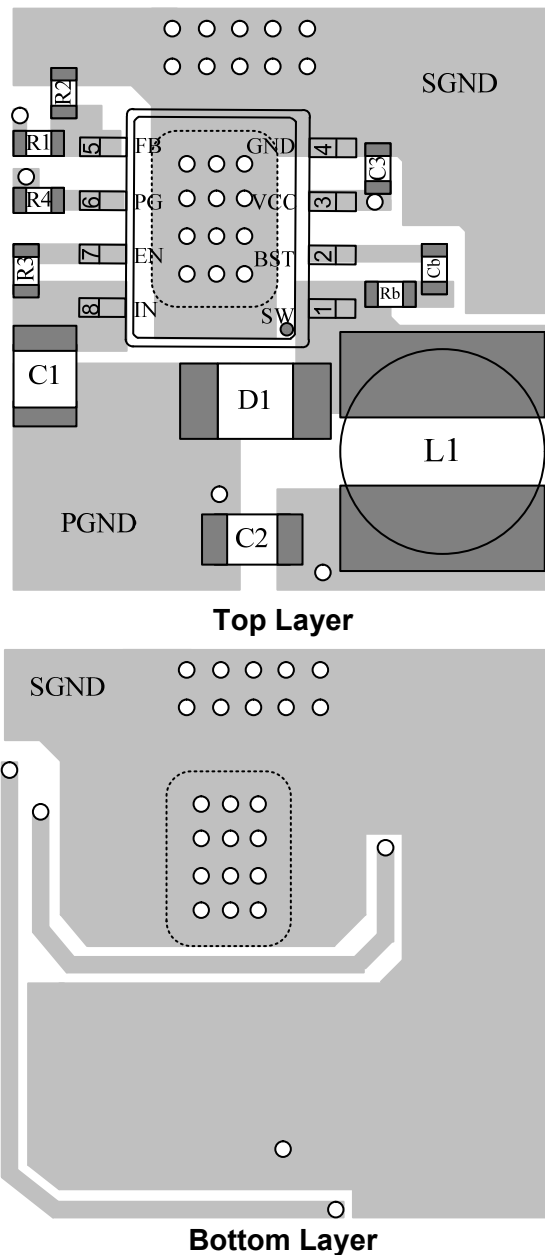 SGND
R2
R1
5 FB GND 4
C3
R4
6 PG VCC 3
R3
7 EN BST 2
Cb
Rb
8 IN SW 1
C1
D1
L1
PGND
C2
Top Layer
SGND
Bottom Layer